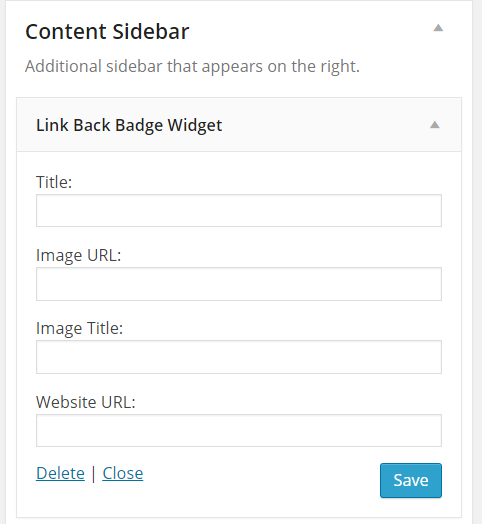 Content Sidebar
Additional sidebar that appears on the right.
Link Back Badge Widget
Title:
Image URL:
Image Title:
Website URL:
Delete | Close
Save